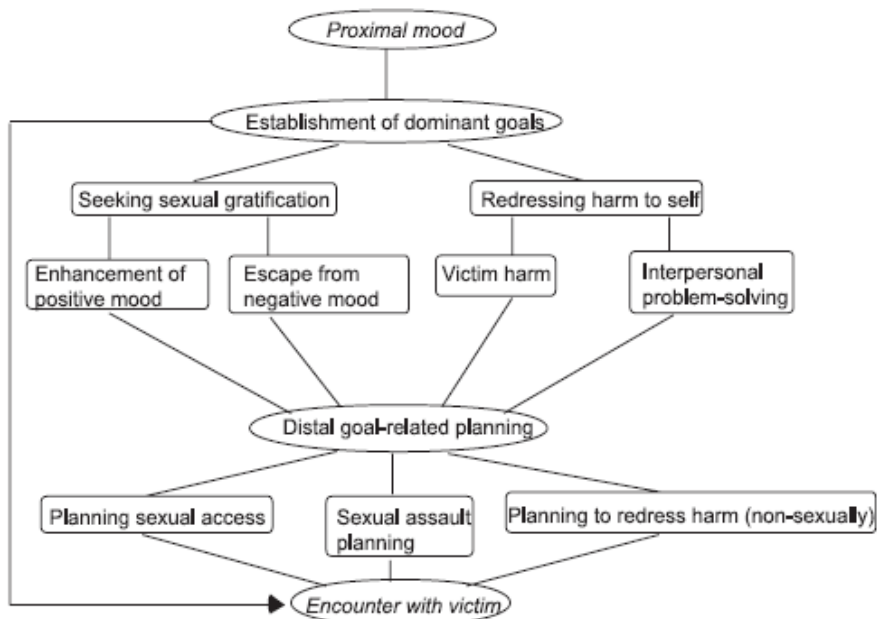 Proximal mood
Establishment of dominant goals
Seeking sexual gratification
Redressing harm to self
Enhancement of
positive mood
Escape from
negative mood
Victim harm
Interpersonal
problem-solving
Distal goal-related planning
Planning sexual access
Sexual assault
planning
Planning to redress harm (non-sexually)
Encounter with victim